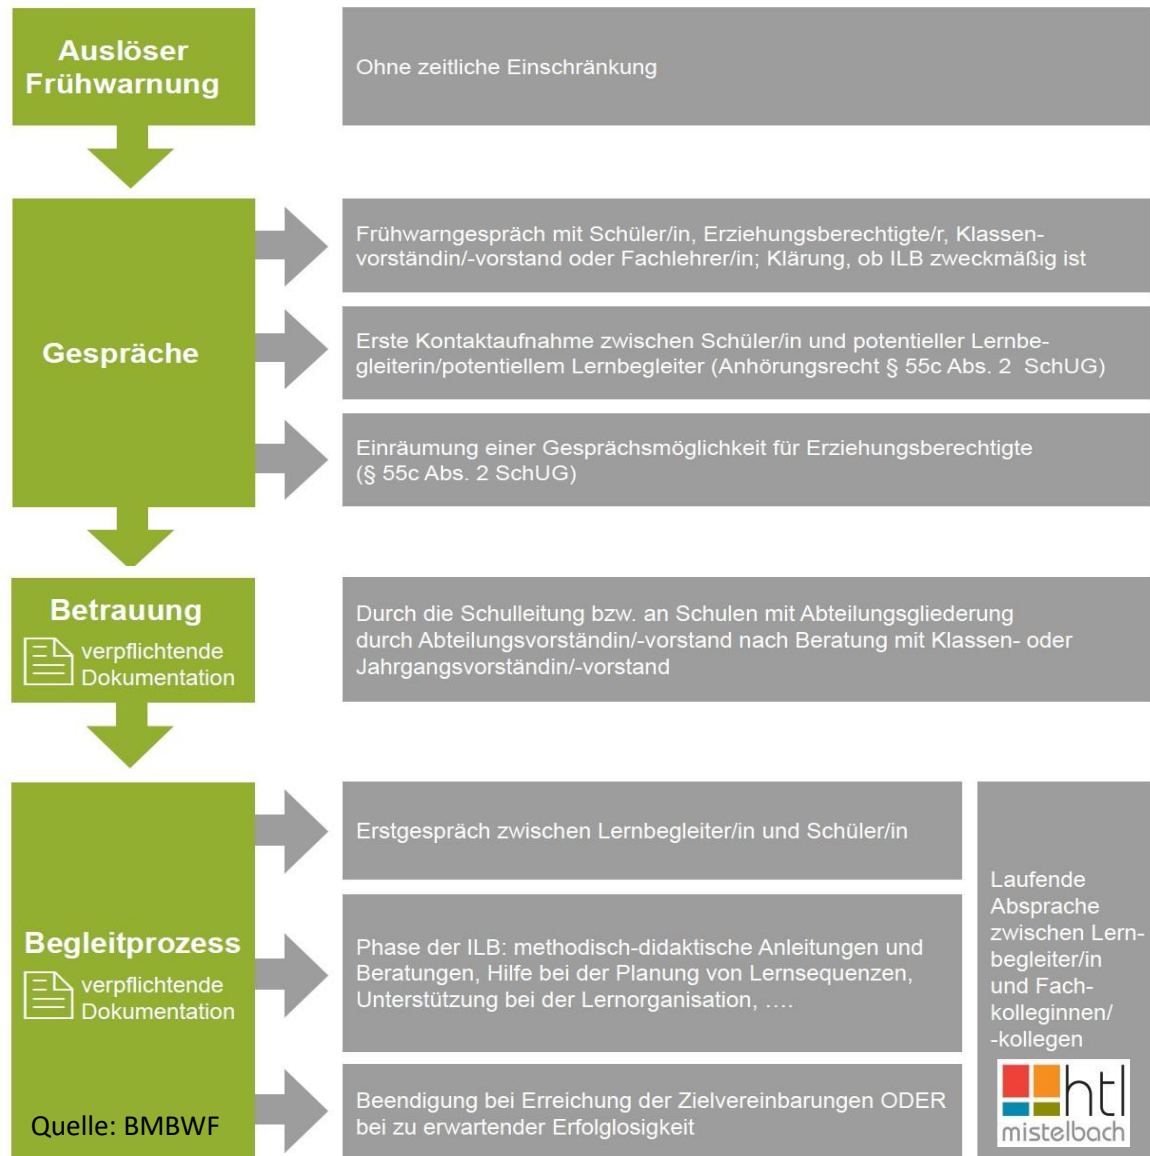 Auslöser
Frühwarnung
Ohne zeitliche Einschränkung
Gespräche
Frühwarngespräch mit Schüler/in, Erziehungsberechtigte/r, Klassen-
vorständin/-vorstand oder Fachlehrer/in; Klärung, ob ILB zweckmäßig ist
Erste Kontaktaufnahme zwischen Schüler/in und potentieller Lernbe-
gleiterin/potentiellem Lernbegleiter (Anhörungsrecht § 55c Abs. 2 SchUG)
Einräumung einer Gesprächsmöglichkeit für Erziehungsberechtigte
(§ 55c Abs. 2 SchUG)
Betrauung
verpflichtende
Dokumentation
Durch die Schulleitung bzw. an Schulen mit Abteilungsgliederung
durch Abteilungsvorständin/-vorstand nach Beratung mit Klassen- oder
Jahrgangsvorständin/-vorstand
Begleitprozess
verpflichtende
Dokumentation
Quelle: BMBWF
Erstgespräch zwischen Lernbegleiter/in und Schüler/in
Phase der ILB: methodisch-didaktische Anleitungen und
Beratungen, Hilfe bei der Planung von Lernsequenzen,
Unterstützung bei der Lernorganisation, ….
Beendigung bei Erreichung der Zielvereinbarungen ODER
bei zu erwartender Erfolglosigkeit
Laufende
Absprache
zwischen Lern-
begleiter/in
und Fach-
kolleginnen/
-kollegen
htl
mistelbach